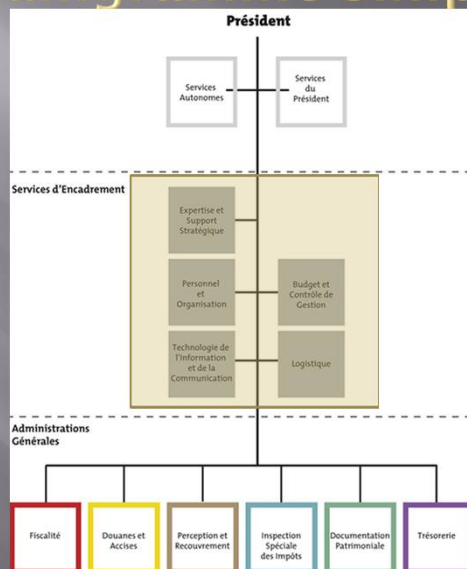 Président
Services
Autonomes
Services
du
Président
Services d'Encadrement
Expertise et
Support
Stratégique
Personnel
et
Organisation
Budget et
Contrôle de
Gestion
Technologie de
l'Information
et de la
Communication
Logistique
Administrations
Générales
Fiscalité
Douanes et
Accises
Perception et
Recouvrement
Inspection
Spéciale
des Impôts
Documentation
Patrimoniale
Trésorerie